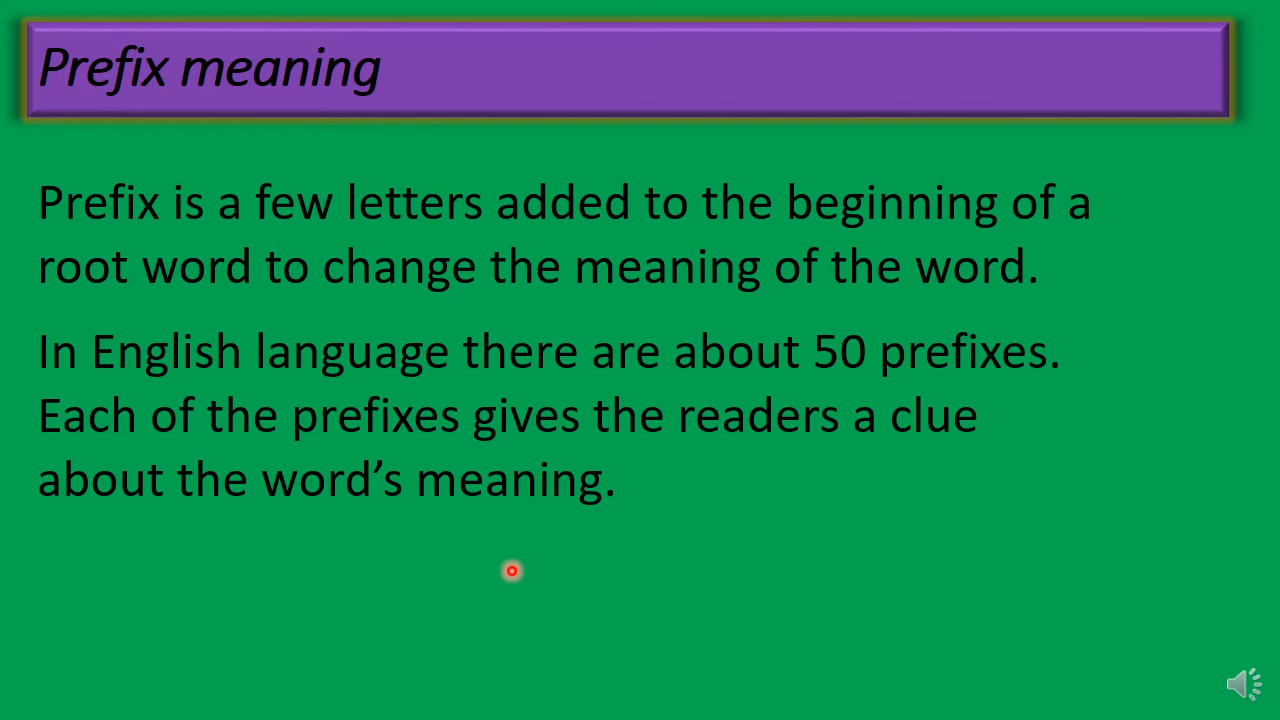 Prefix meaning
Prefix is a few letters added to the beginning of a
root word to change the meaning of the word.
In English language there are about 50 prefixes.
Each of the prefixes gives the readers a clue
about the word’s meaning.